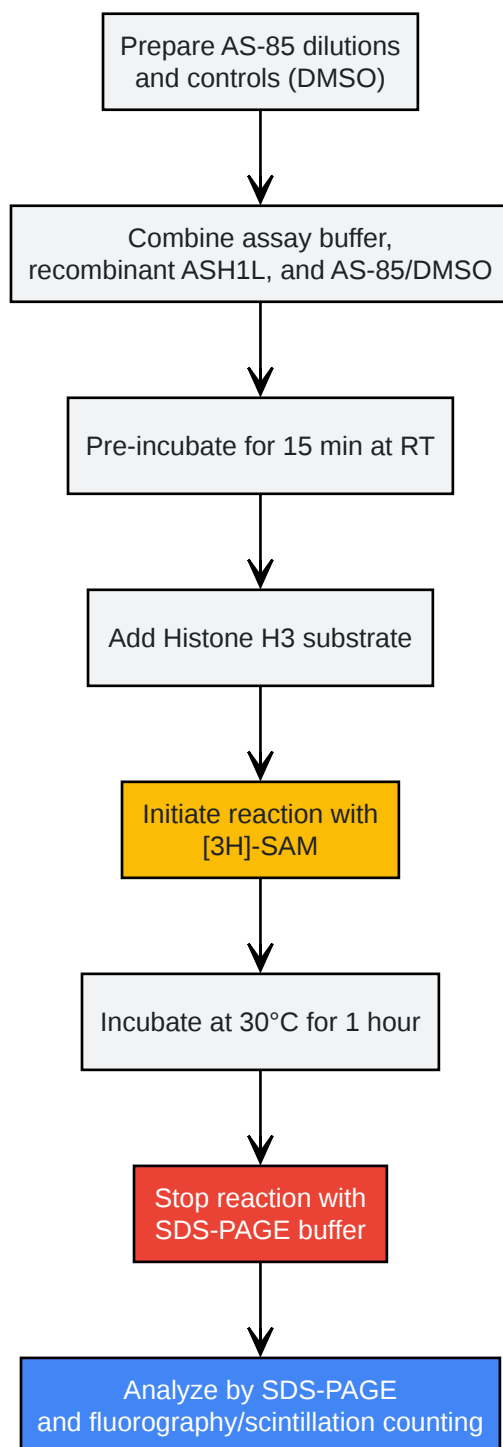 Prepare AS-85 dilutions
and controls (DMSO)
Combine assay buffer,
recombinant ASH1L, and AS-85/DMSO
Pre-incubate for 15 min at RT
Add Histone H3 substrate
Initiate reaction with
[3H]-SAM
Incubate at 30°C for 1 hour
Stop reaction with
SDS-PAGE buffer
Analyze by SDS-PAGE
and fluorography/scintillation counting